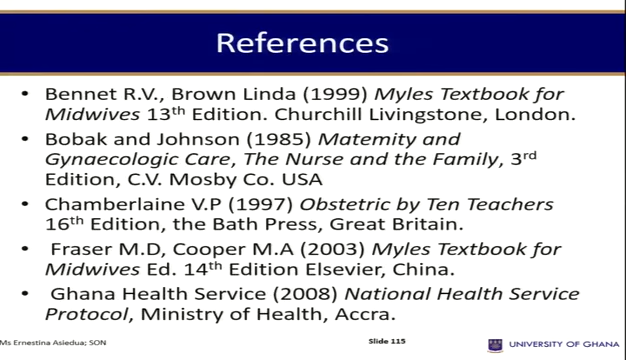 References
• Bennet R.V., Brown Linda (1999) Myles Textbook for
Midwives 13th Edition. Churchill Livingstone, London.
• Bobak and Johnson (1985) Matemity and
Gynaecologic Care, The Nurse and the Family, 3rd
Edition, C.V. Mosby Co. USA
• Chamberlaine V.P (1997) Obstetric by Ten Teachers
16th Edition, the Bath Press, Great Britain.
• Fraser M.D, Cooper M.A (2003) Myles Textbook for
Midwives Ed. 14th Edition Elsevier, China.
• Ghana Health Service (2008) National Health Service
Protocol, Ministry of Health, Accra.
Ms Ernestina Asiedua; SON
Slide 115
UNIVERSITY OF GHANA